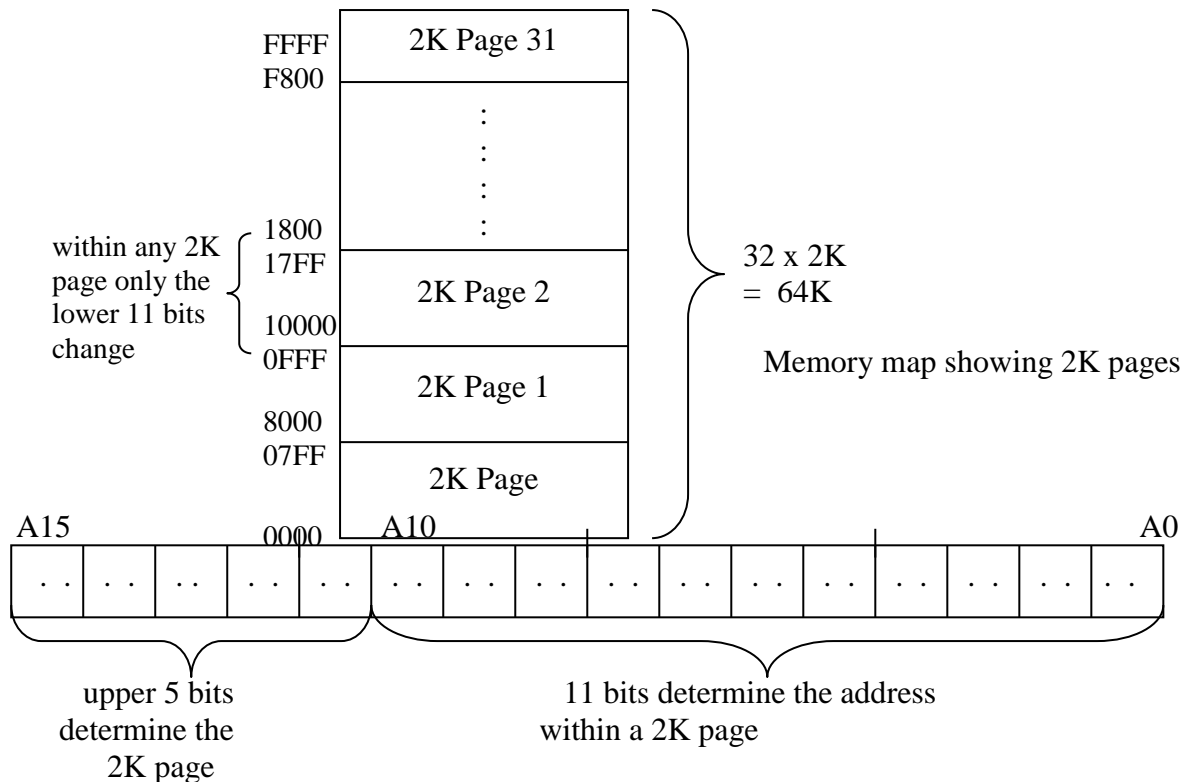 FFFF
2K Page 31
F800
:
:
:
:
1800
within any 2K
page only the
lower 11 bits
change
17FF
2K Page 2
10000
0FFF
32 x 2K
= 64K
Memory map showing 2K pages
2K Page 1
8000
07FF
2K Page
0000
A15
A10
A0
. . . . . . . . . . . . . . . . . . . . . . . . . . . . . . . .
upper 5 bits
determine the
2K page
11 bits determine the address
within a 2K page